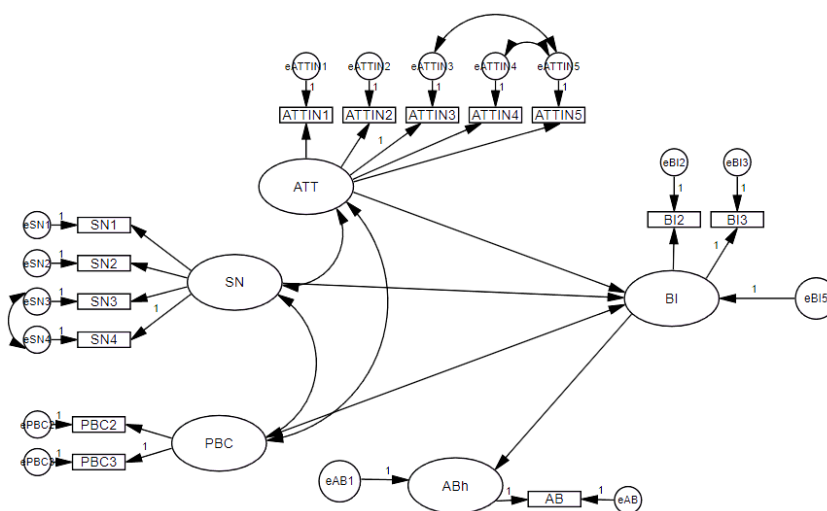 eATTIN1 eATTIN2 eATTIN3 eATTIN4 eATTIN5
1 1 1 1 1
ATTIN1 ATTIN2 ATTIN3 ATTIN4 ATTIN5
1
ATT
eBI2 eBI3
1 1
BI2 BI3
1
eSN1 1 SN1
eSN2 1 SN2
eSN3 1 SN3
1
eSN4 1 SN4
SN
BI 1 eBI5
ePBC2 1 PBC2
ePBC3 1 PBC3
1
PBC
eAB1 1 ABh 1 AB 1 eAB